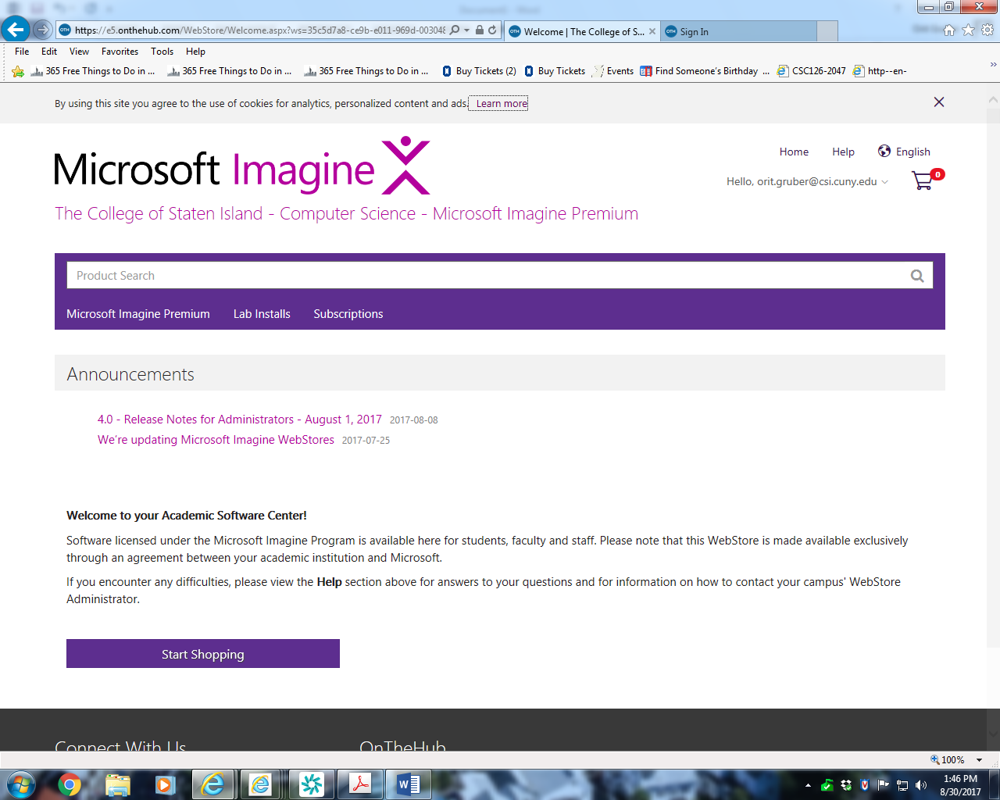 https://e5.onthehub.com/WebStore/Welcome.aspx?ws=35c5d7a8-ce9b-e011-969d-003048
Welcome | The College of S...
Sign In
File Edit View Favorites Tools Help
365 Free Things to Do in ... 365 Free Things to Do in ... 365 Free Things to Do in ... Buy Tickets (2) Buy Tickets Events Find Someone's Birthday ... CSC126-2047 http--en-
By using this site you agree to the use of cookies for analytics, personalized content and ads. Learn more
Home Help English
Microsoft Imagine
Hello, orit.gruber@csi.cuny.edu 0
The College of Staten Island - Computer Science - Microsoft Imagine Premium
Product Search
Microsoft Imagine Premium Lab Installs Subscriptions
Announcements
4.0 - Release Notes for Administrators - August 1, 2017 2017-08-08
We're updating Microsoft Imagine WebStores 2017-07-25
Welcome to your Academic Software Center!
Software licensed under the Microsoft Imagine Program is available here for students, faculty and staff. Please note that this WebStore is made available exclusively
through an agreement between your academic institution and Microsoft.
If you encounter any difficulties, please view the Help section above for answers to your questions and for information on how to contact your campus' WebStore
Administrator.
Start Shopping
Connect With Us OnTheHub
100%
1:46 PM
8/30/2017